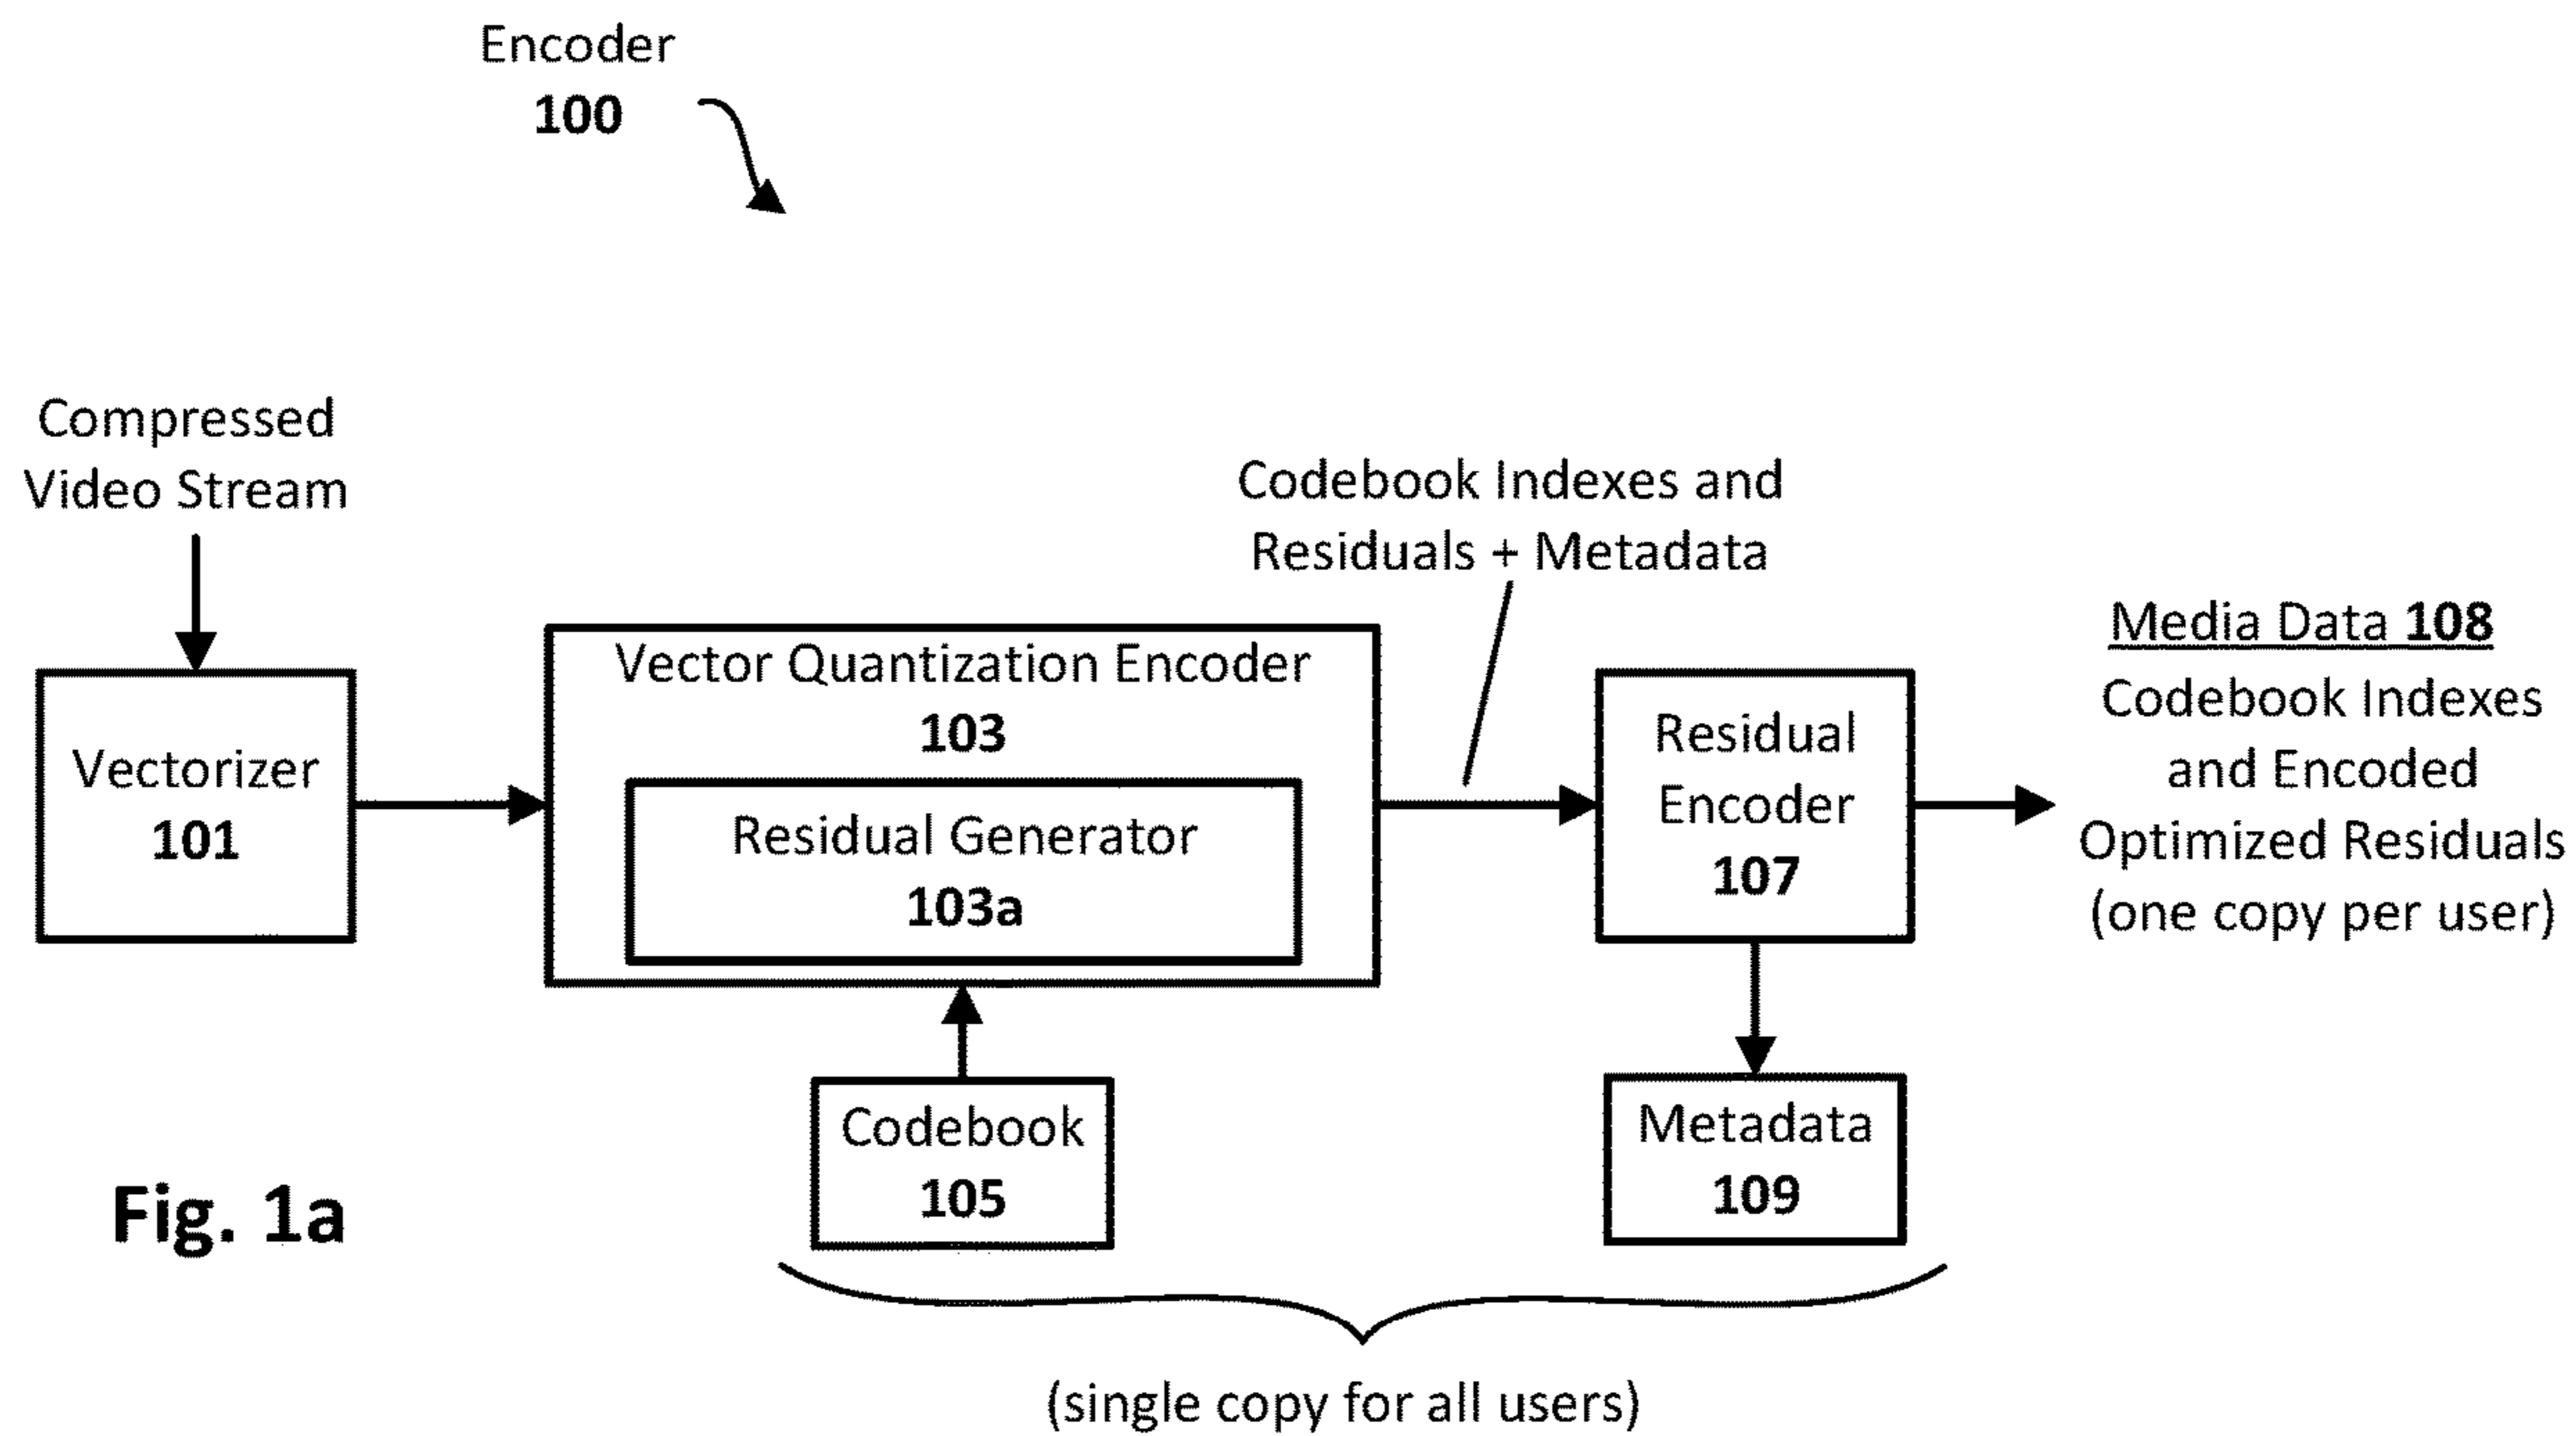 Encoder
100
Compressed
Video Stream
Codebook Indexes and
Residuals + Metadata
Vectorizer
101
Vector Quantization Encoder
103
Residual Generator
103a
Residual
Encoder
107
Media Data 108
Codebook Indexes
and Encoded
Optimized Residuals
(one copy per user)
Codebook
105
Metadata
109
(single copy for all users)
Fig. 1a